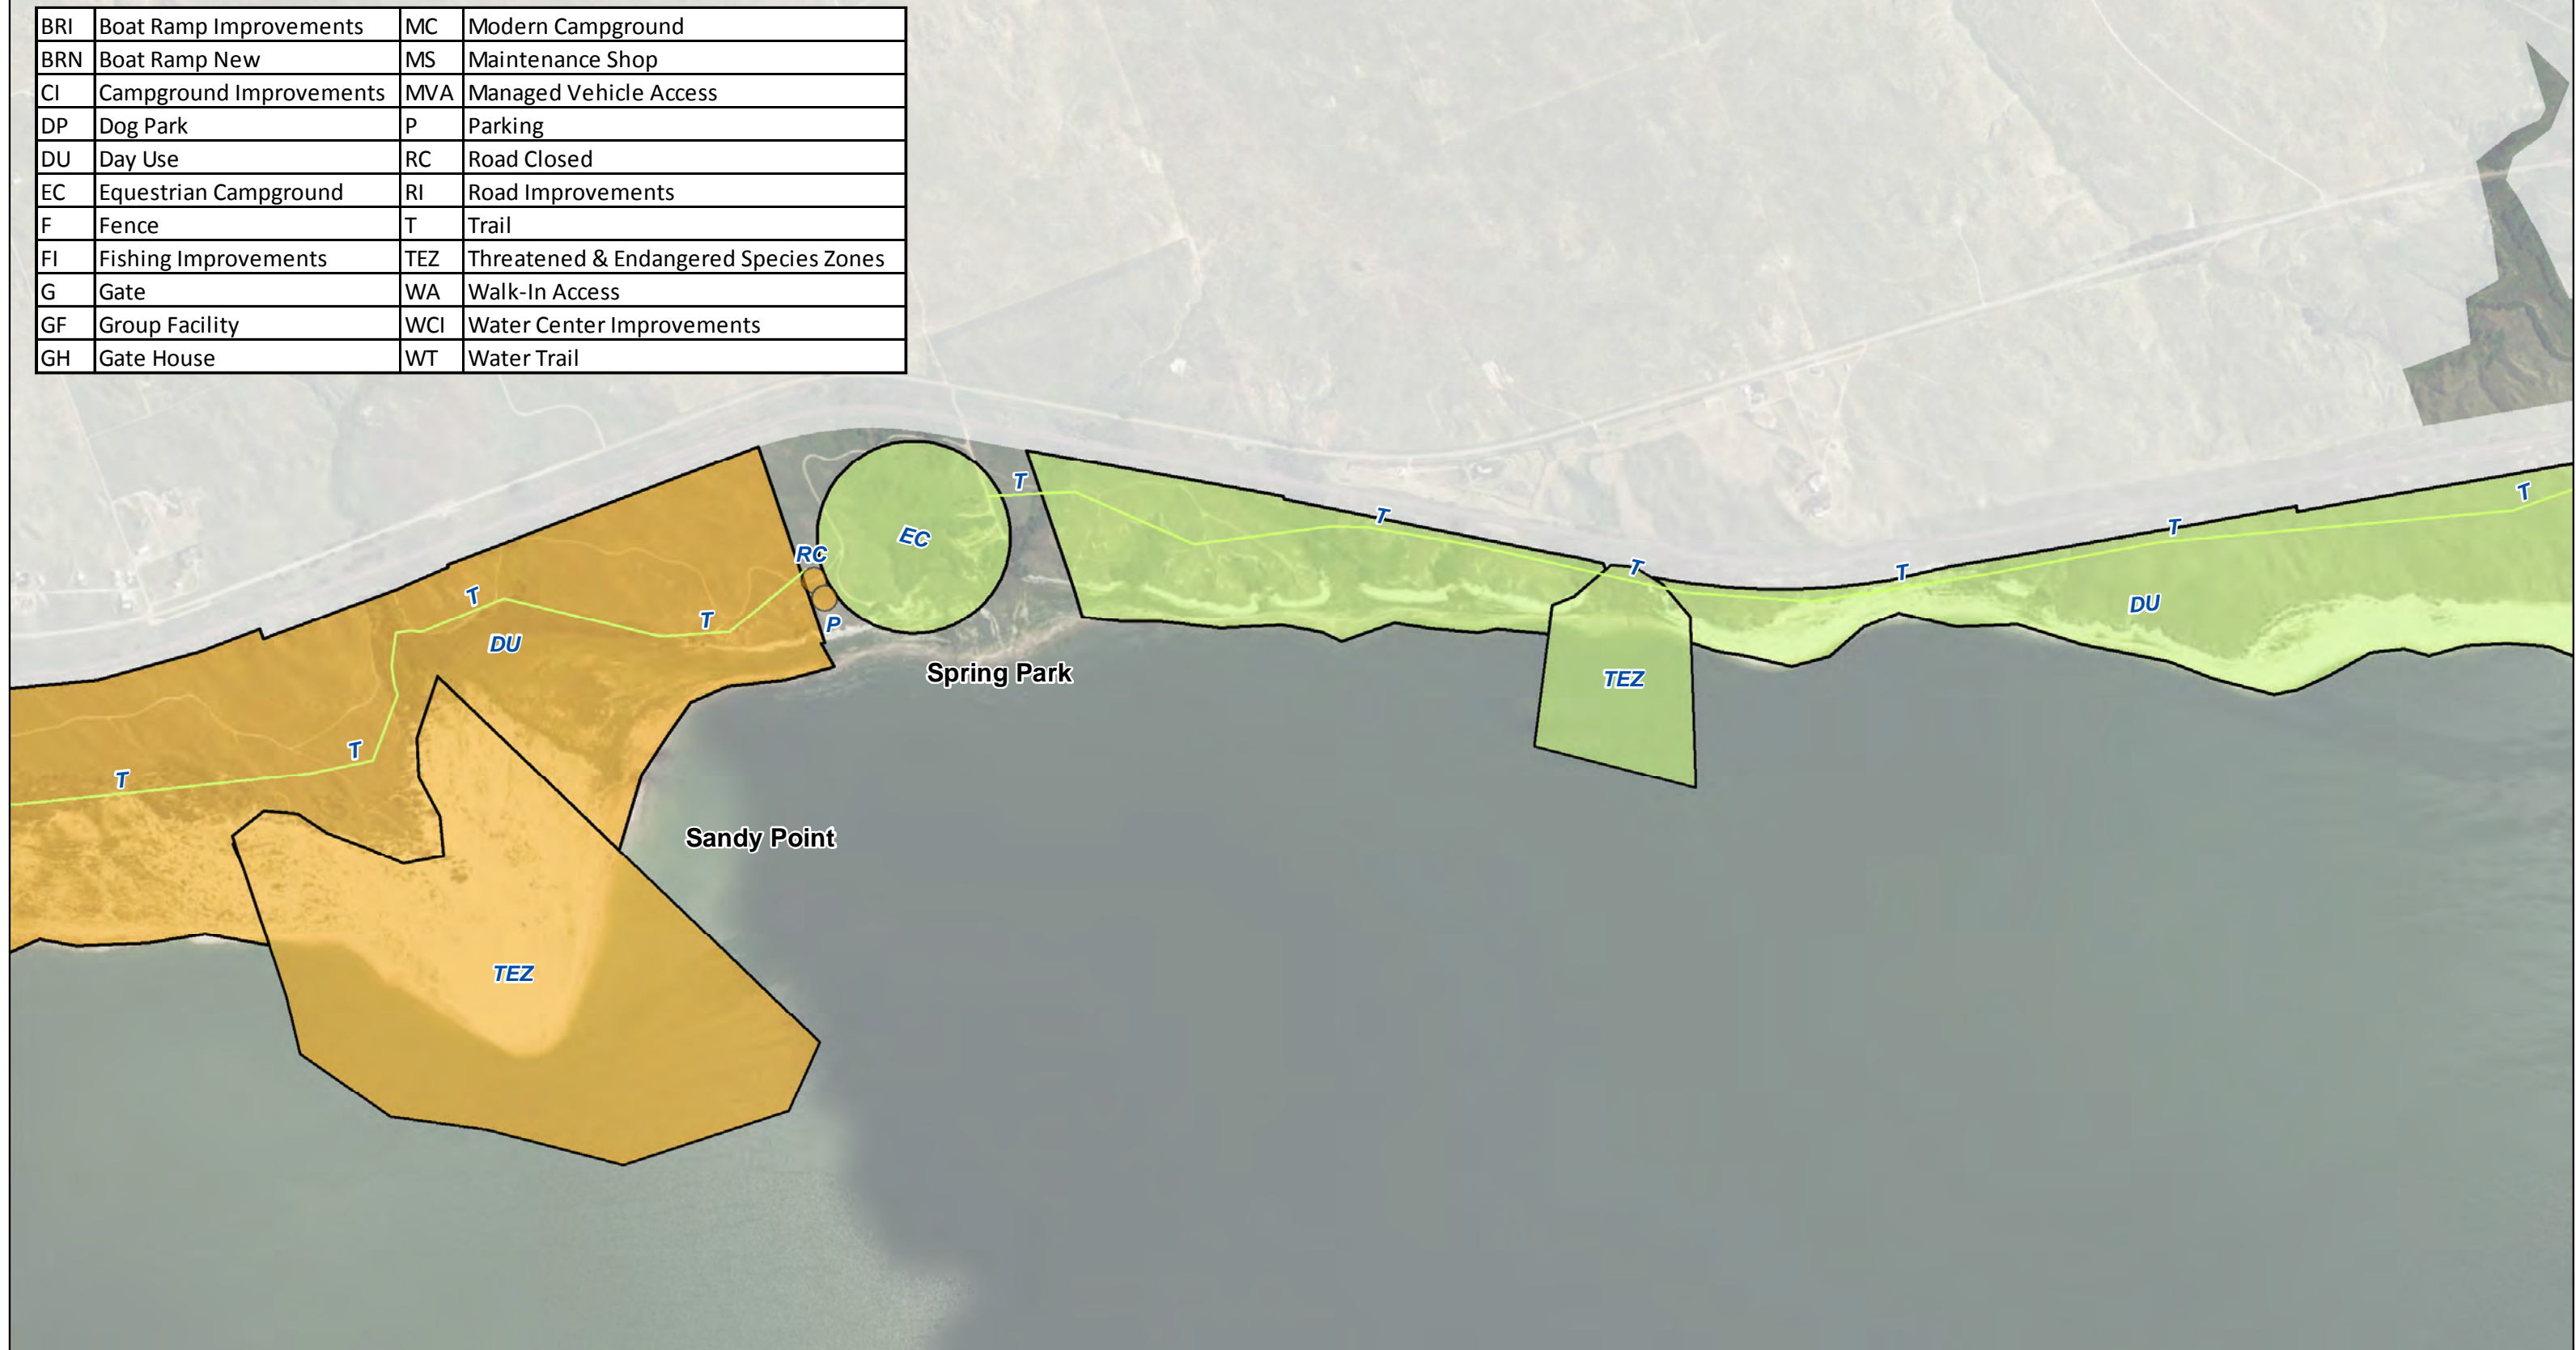 BRI Boat Ramp Improvements MC Modern Campground
BRN Boat Ramp New MS Maintenance Shop
CI Campground Improvements MVA Managed Vehicle Access
DP Dog Park P Parking
DU Day Use RC Road Closed
EC Equestrian Campground RI Road Improvements
F Fence T Trail
FI Fishing Improvements TEZ Threatened & Endangered Species Zones
G Gate WA Walk-In Access
GF Group Facility WCI Water Center Improvements
GH Gate House WT Water Trail
T
T
T
T
EC
RC
T
T
T
T
DU
T
P
T
DU
Spring Park
TEZ
T
T
Sandy Point
TEZ